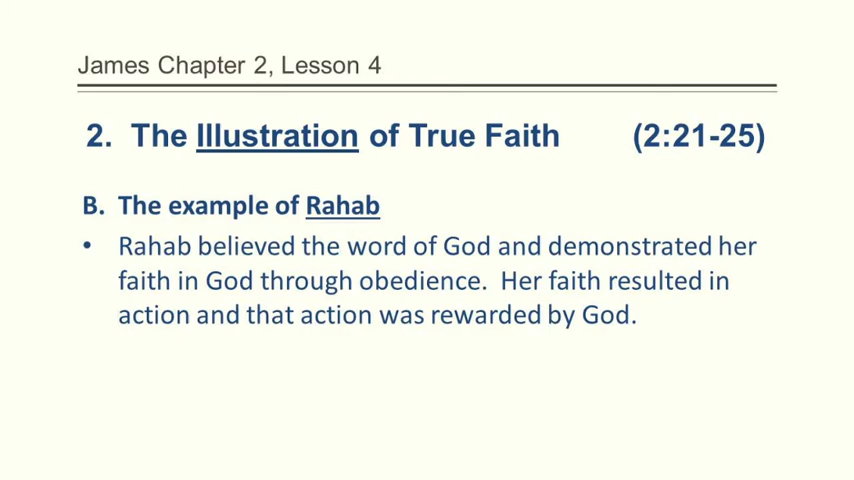 James Chapter 2, Lesson 4
2. The Illustration of True Faith (2:21-25)
B. The example of Rahab
• Rahab believed the word of God and demonstrated her
faith in God through obedience. Her faith resulted in
action and that action was rewarded by God.